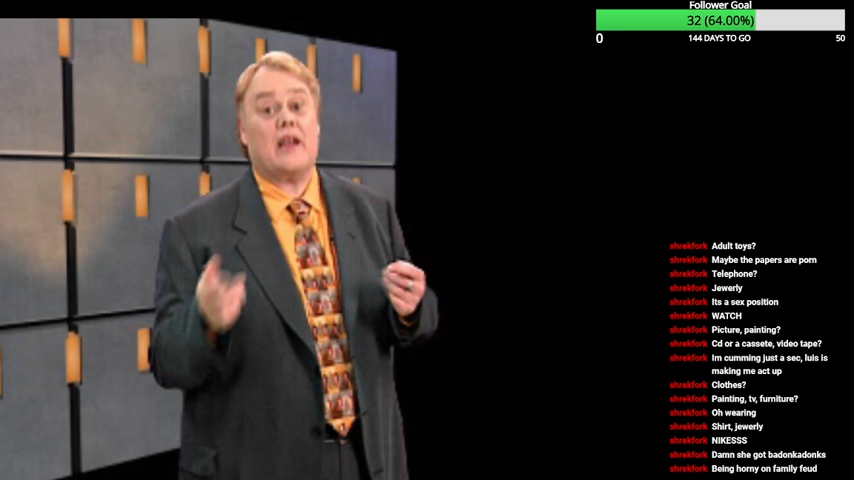 Follower Goal
32 (64.00%)
0 144 DAYS TO GO 50
shrekfork Adult toys?
shrekfork Maybe the papers are porn
shrekfork Telephone?
shrekfork Jewerly
shrekfork Its a sex position
shrekfork WATCH
shrekfork Picture, painting?
shrekfork Cd or a cassete, video tape?
shrekfork Im cumming just a sec, luis is
making me act up
shrekfork Clothes?
shrekfork Painting, tv, furniture?
shrekfork Oh wearing
shrekfork Shirt, jewerly
shrekfork NIKESSS
shrekfork Damn she got badonkadonks
shrekfork Being horny on family feud